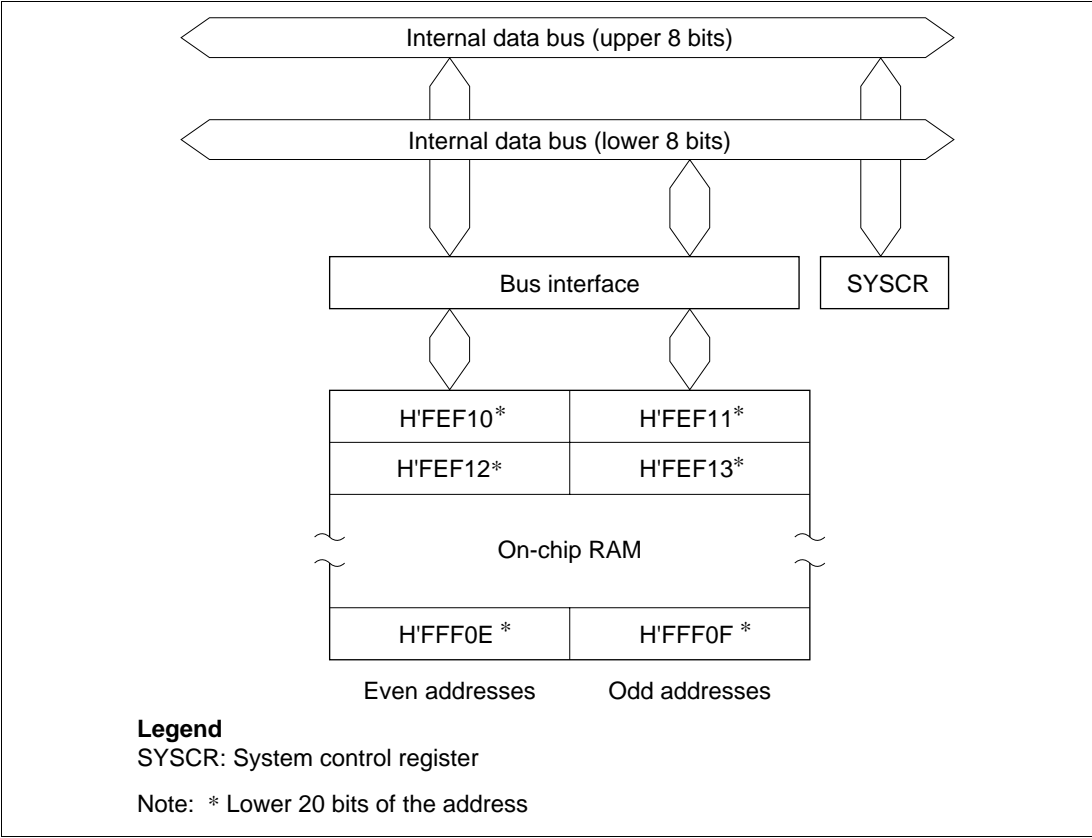 Internal data bus (upper 8 bits)
Internal data bus (lower 8 bits)
Bus interface
SYSCR
H'FEF10*
H'FEF11*
H'FEF12*
H'FEF13*
On-chip RAM
H'FFF0E *
H'FFF0F *
Even addresses
Odd addresses
Legend
SYSCR: System control register
Note: * Lower 20 bits of the address